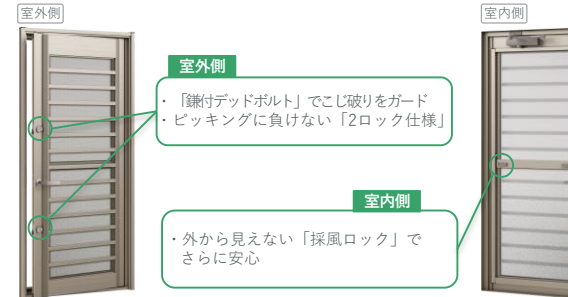 室外側
室内側
室外側
・「鎌付デッドボルト」でこじ破りをガード
・ピッキングに負けない「2ロック仕様」
室内側
・外から見えない「採風ロック」で
さらに安心